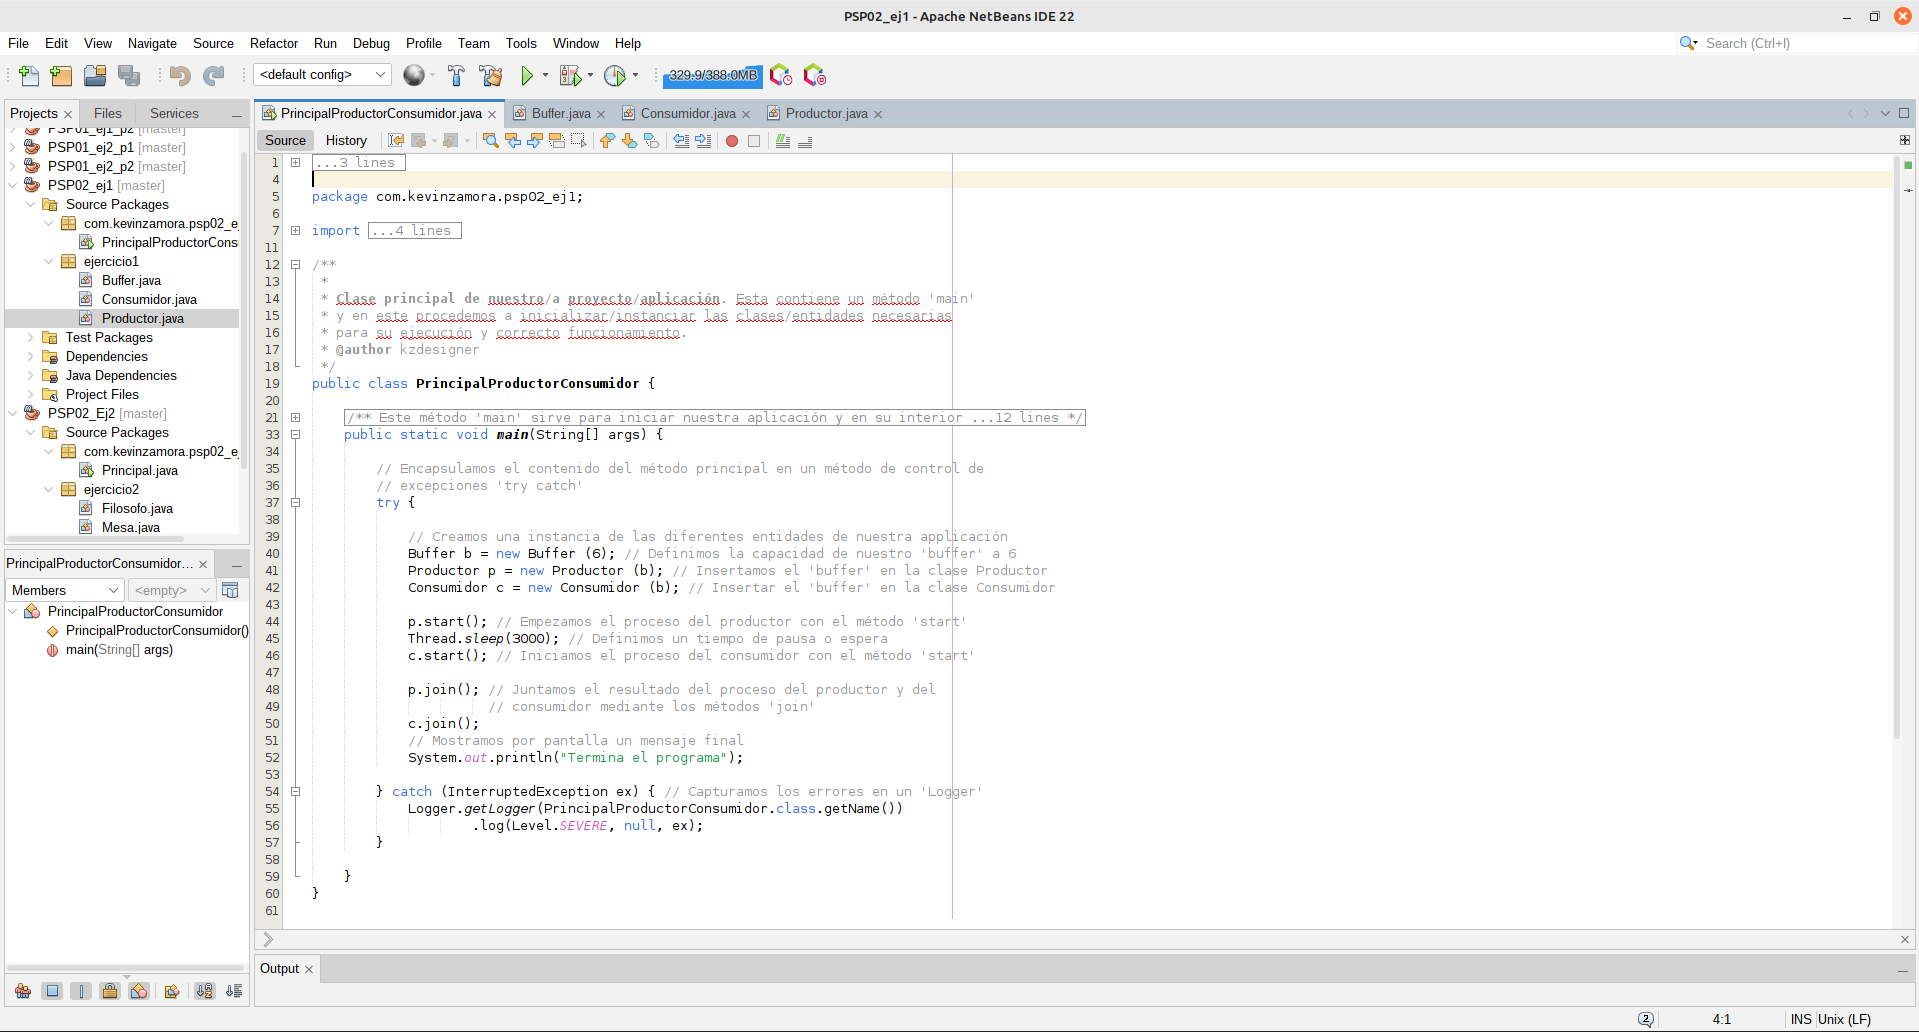 PSP02_ej1 - Apache NetBeans IDE 22
File Edit View Navigate Source Refactor Run Debug Profile Team Tools Window Help
Search (Ctrl+I)
<default config>
329.9/388.0MB
Projects Files Services
PSP01_ej1_p2 [master]
PSP01_ej2_p1 [master]
PSP01_ej2_p2 [master]
PSP02_ej1 [master]
Source Packages
com.kevinzamora.psp02_ej
PrincipalProductorCons
ejercicio1
Buffer.java
Consumidor.java
Productor.java
Test Packages
Dependencies
Java Dependencies
Project Files
PSP02_Ej2 [master]
Source Packages
com.kevinzamora.psp02_ej
Principal.java
ejercicio2
Filosofo.java
Mesa.java
PrincipalProductorConsumidor...
Members <empty>
PrincipalProductorConsumidor
PrincipalProductorConsumidor()
main(String[] args)
PrincipalProductorConsumidor.java Buffer.java Consumidor.java Productor.java
Source History
1 ...3 lines
4
5 package com.kevinzamora.psp02_ej1;
6
7 import ...4 lines
11
12 /**
13 *
14 * Clase principal de nuestro/a proyecto/aplicación. Esta contiene un método 'main'
15 * y en este procedemos a inicializar/instanciar las clases/entidades necesarias
16 * para su ejecución y correcto funcionamiento.
17 * @author kzdesigner
18 */
19 public class PrincipalProductorConsumidor {
20
21 /** Este método 'main' sirve para iniciar nuestra aplicación y en su interior ...12 lines */
33 public static void main(String[] args) {
34
35 // Encapsulamos el contenido del método principal en un método de control de
36 // excepciones 'try catch'
37 try {
38
39 // Creamos una instancia de las diferentes entidades de nuestra applicación
40 Buffer b = new Buffer (6); // Definimos la capacidad de nuestro 'buffer' a 6
41 Productor p = new Productor (b); // Insertamos el 'buffer' en la clase Productor
42 Consumidor c = new Consumidor (b); // Insertar el 'buffer' en la clase Consumidor
43
44 p.start(); // Empezamos el proceso del productor con el método 'start'
45 Thread.sleep(3000); // Definimos un tiempo de pausa o espera
46 c.start(); // Iniciamos el proceso del consumidor con el método 'start'
47
48 p.join(); // Juntamos el resultado del proceso del productor y del
49 // consumidor mediante los métodos 'join'
50 c.join();
51 // Mostramos por pantalla un mensaje final
52 System.out.println("Termina el programa");
53
54 } catch (InterruptedException ex) { // Capturamos los errores en un 'Logger'
55 Logger.getLogger(PrincipalProductorConsumidor.class.getName())
56 .log(Level.SEVERE, null, ex);
57 }
58
59 }
60 }
61
Output
2 4:1 INS Unix (LF)